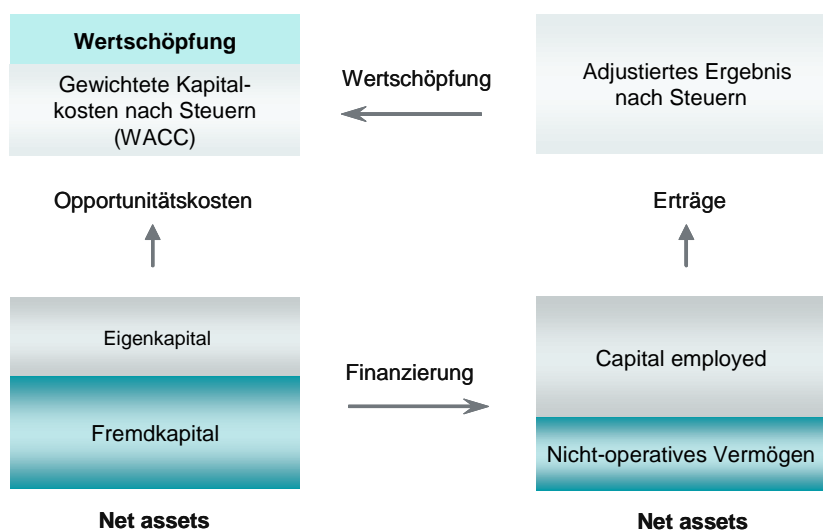 Wertschöpfung
Gewichtete Kapital-
kosten nach Steuern
(WACC)
Wertschöpfung
Adjustiertes Ergebnis
nach Steuern
Opportunitätskosten
Erträge
Eigenkapital
Fremdkapital
Finanzierung
Capital employed
Nicht-operatives Vermögen
Net assets
Net assets